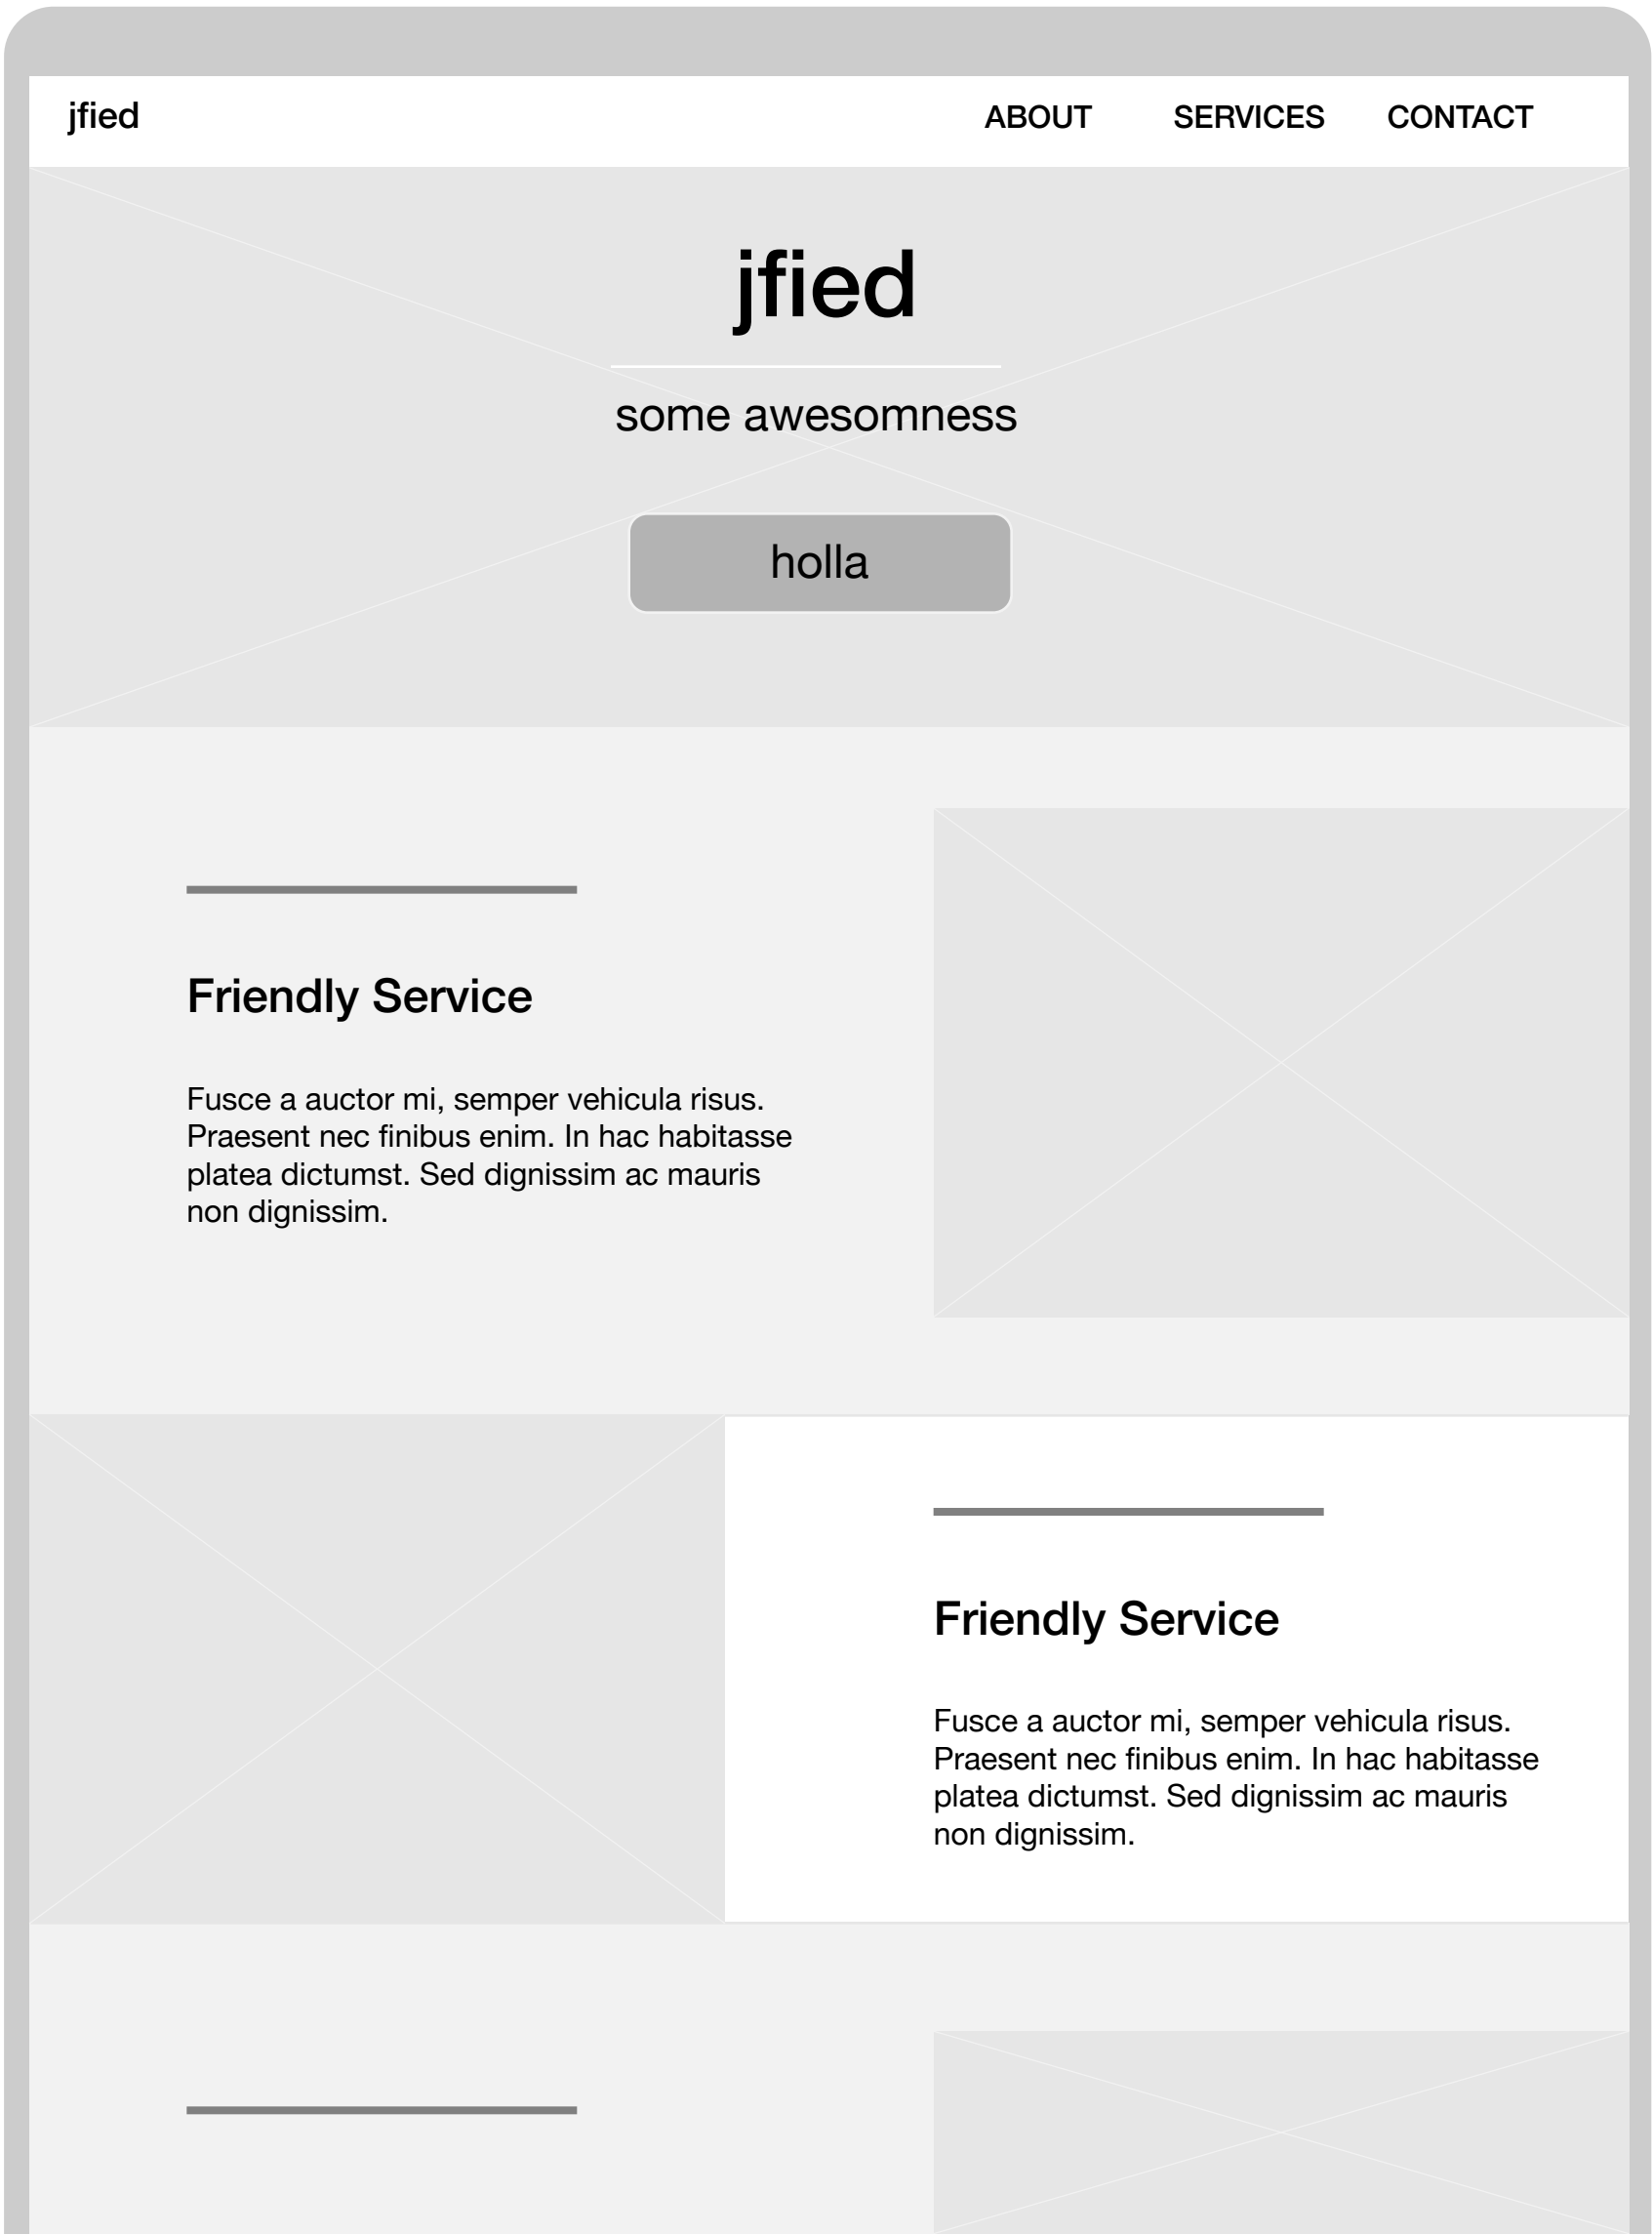 jfied
ABOUT
SERVICES
CONTACT
jfied
some awesomness
holla
Friendly Service
Fusce a auctor mi, semper vehicula risus.
Praesent nec finibus enim. In hac habitasse
platea dictumst. Sed dignissim ac mauris
non dignissim.
Friendly Service
Fusce a auctor mi, semper vehicula risus.
Praesent nec finibus enim. In hac habitasse
platea dictumst. Sed dignissim ac mauris
non dignissim.